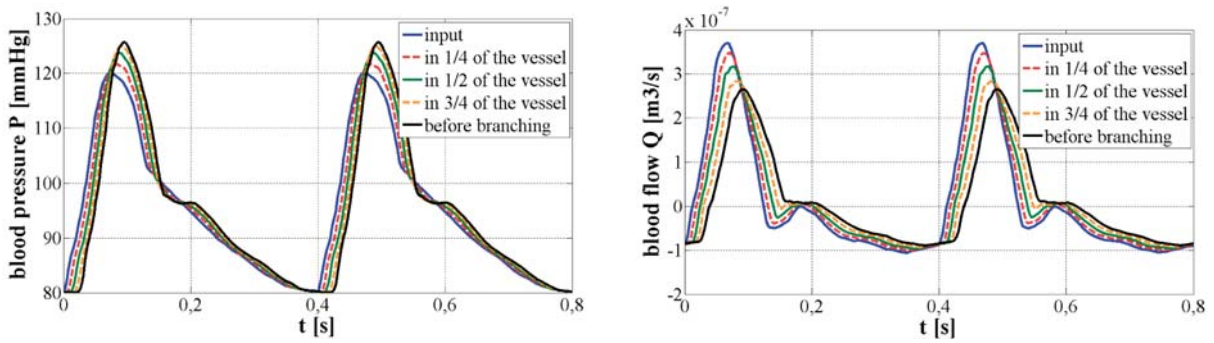 130
120
110
100
90
80
0
0,2
0,4
0,6
0,8
blood pressure P [mmHg]
t [s]
input
in 1/4 of the vessel
in 1/2 of the vessel
in 3/4 of the vessel
before branching
x 10-7
4
3
2
1
0
-1
-2
0
0,2
0,4
0,6
0,8
blood flow Q [m3/s]
t [s]
input
in 1/4 of the vessel
in 1/2 of the vessel
in 3/4 of the vessel
before branching